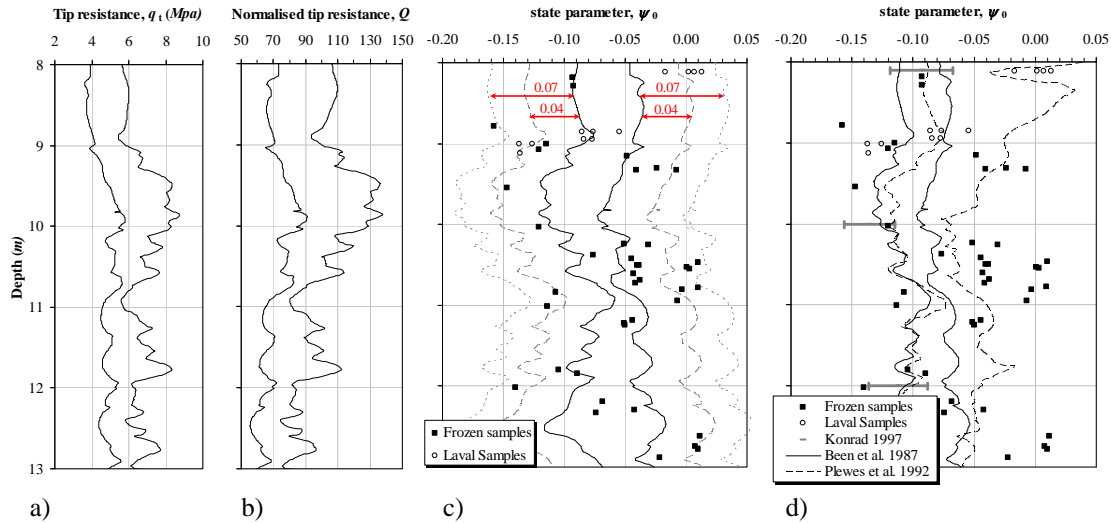 Tip resistance, q t (Mpa)
2 4 6 8 10
Normalised tip resistance, Q
50 70 90 110 130 150
state parameter, ψ 0
-0.20 -0.15 -0.10 -0.05 0.00 0.05
state parameter, ψ 0
-0.20 -0.15 -0.10 -0.05 0.00 0.05
Depth (m)
8
9
10
11
12
13
0.07
0.04
0.07
0.04
Frozen samples
Laval Samples
Frozen samples
Laval Samples
Konrad 1997
Been et al. 1987
Plewes et al. 1992
a)
b)
c)
d)